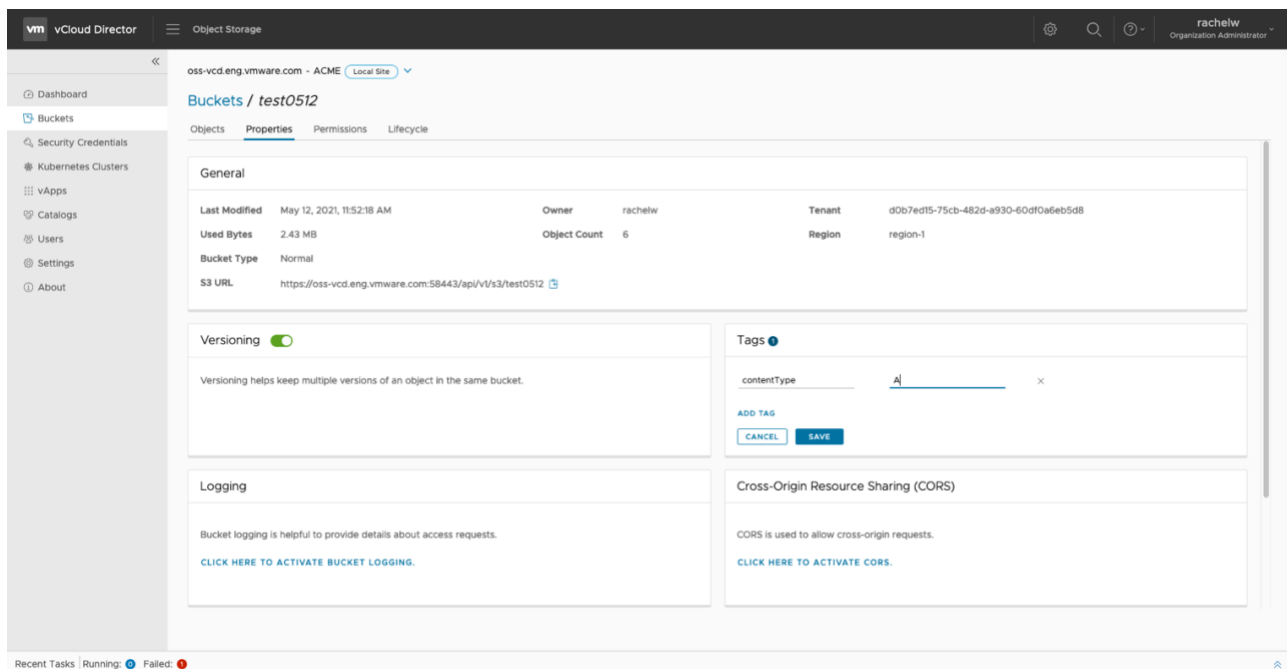 vm vCloud Director Object Storage rachelw
Organization Administrator
oss-vcd.eng.vmware.com - ACME Local Site
Dashboard
Buckets
Security Credentials
Kubernetes Clusters
vApps
Catalogs
Users
Settings
About
Buckets / test0512
Objects Properties Permissions Lifecycle
General
Last Modified May 12, 2021, 11:52:18 AM Owner rachelw Tenant d0b7ed15-75cb-482d-a930-60df0a6eb5d8
Used Bytes 2.43 MB Object Count 6 Region region-1
Bucket Type Normal
S3 URL https://oss-vcd.eng.vmware.com:58443/api/v1/s3/test0512
Versioning
Versioning helps keep multiple versions of an object in the same bucket.
Tags 1
contentType A
ADD TAG
CANCEL SAVE
Logging
Bucket logging is helpful to provide details about access requests.
CLICK HERE TO ACTIVATE BUCKET LOGGING.
Cross-Origin Resource Sharing (CORS)
CORS is used to allow cross-origin requests.
CLICK HERE TO ACTIVATE CORS.
Recent Tasks Running: 0 Failed: 1